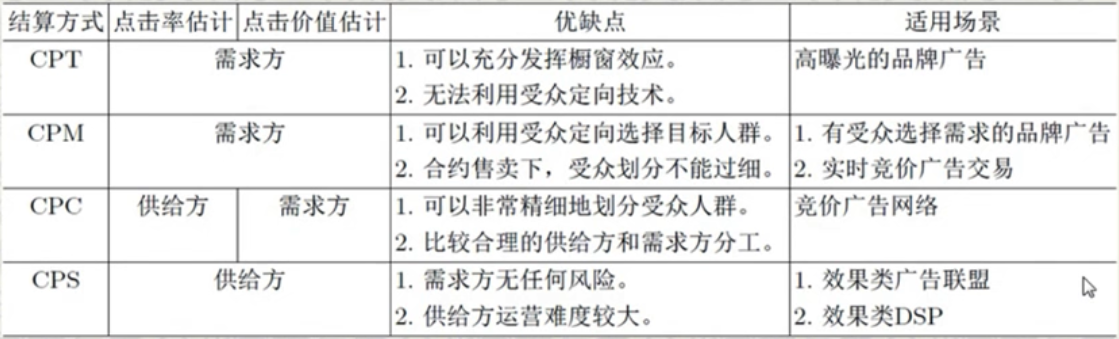 结算方式 点击率估计 点击价值估计 优缺点 适用场景
CPT 需求方 1. 可以充分发挥橱窗效应。 高曝光的品牌广告
2. 无法利用受众定向技术。
CPM 需求方 1. 可以利用受众定向选择目标人群。 1. 有受众选择需求的品牌广告
2. 合约售卖下，受众划分不能过细。 2. 实时竞价广告交易
CPC 供给方 需求方 1. 可以非常精细地划分受众人群。 竞价广告网络
2. 比较合理的供给方和需求方分工。
CPS 供给方 1. 需求方无任何风险。 1. 效果类广告联盟
2. 供给方运营难度较大。 2. 效果类DSP